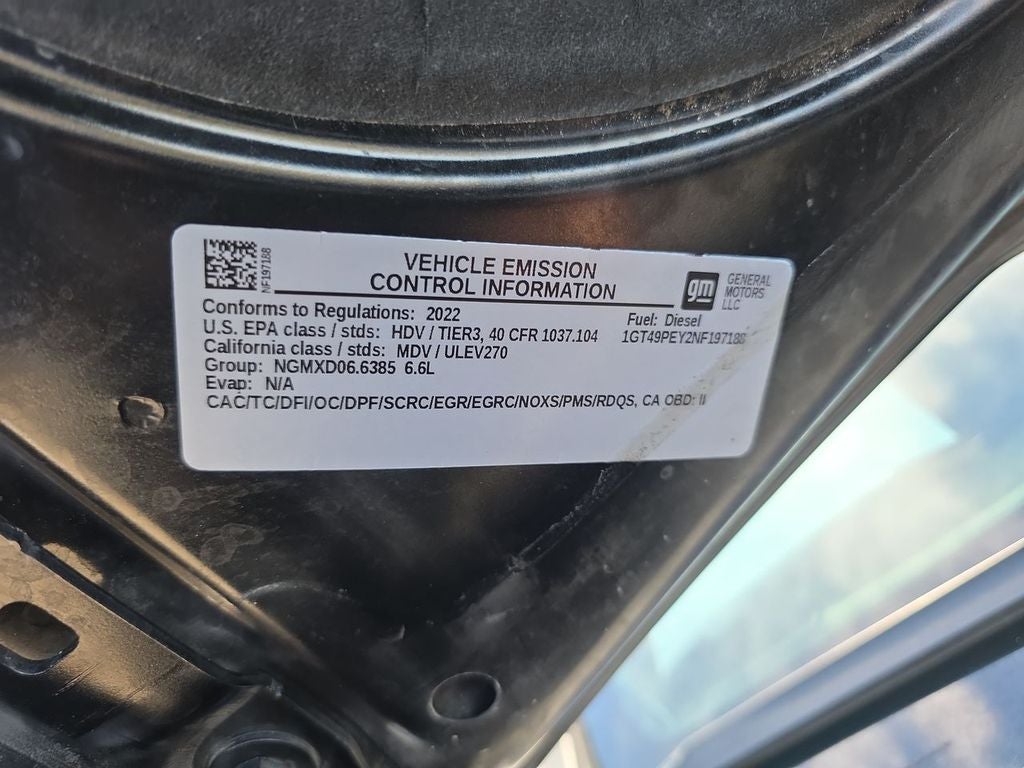 NF197188
VEHICLE EMISSION
CONTROL INFORMATION
gm
GENERAL
MOTORS
LLC
Conforms to Regulations: 2022
Fuel: Diesel
U.S. EPA class / stds: HDV / TIER3, 40 CFR 1037.104
1GT49PEY2NF197188
California class / stds: MDV / ULEV270
Group: NGMXD06.6385 6.6L
Evap: N/A
CAC/TC/DFI/OC/DPF/SCRC/EGR/EGRC/NOXS/PMS/RDQS, CA OBD: II